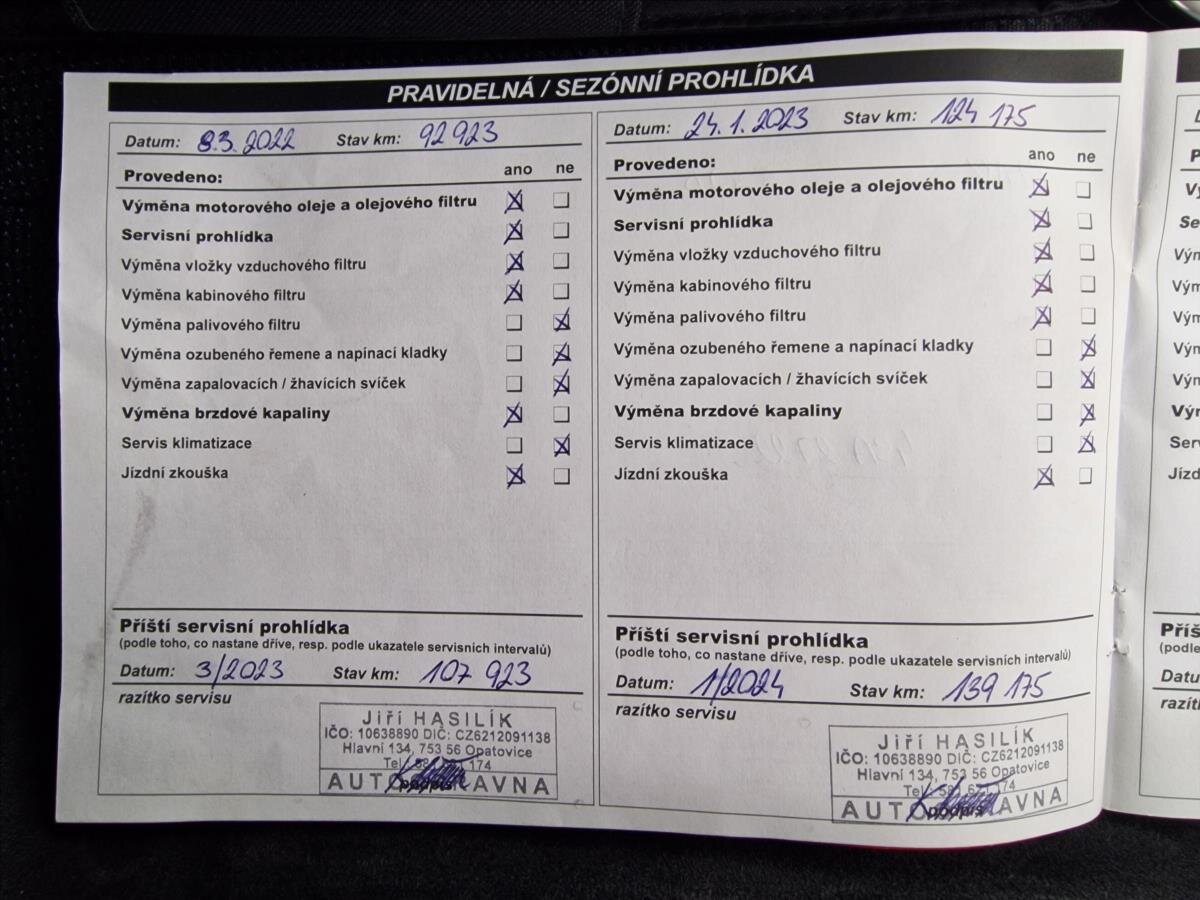 PRAVIDELNÁ / SEZÓNNÍ PROHLÍDKA
Datum: 8.3.2022 Stav km: 92 923
Provedeno: ano ne
Výměna motorového oleje a olejového filtru
Servisní prohlídka
Výměna vložky vzduchového filtru
Výměna kabinového filtru
Výměna palivového filtru
Výměna ozubeného řemene a napínací kladky
Výměna zapalovacích / žhavících svíček
Výměna brzdové kapaliny
Servis klimatizace
Jízdní zkouška
Příští servisní prohlídka
(podle toho, co nastane dříve, resp. podle ukazatele servisních intervalů)
Datum: 3/2023 Stav km: 107 923
razítko servisu
Jiří HASILÍK
IČO: 10638890 DIČ: CZ6212091138
Hlavní 134, 753 56 Opatovice
Tel. 174
podpis
Datum: 24.1.2023 Stav km: 124 175
Provedeno: ano ne
Výměna motorového oleje a olejového filtru
Servisní prohlídka
Výměna vložky vzduchového filtru
Výměna kabinového filtru
Výměna palivového filtru
Výměna ozubeného řemene a napínací kladky
Výměna zapalovacích / žhavících svíček
Výměna brzdové kapaliny
Servis klimatizace
Jízdní zkouška
Příští servisní prohlídka
(podle toho, co nastane dříve, resp. podle ukazatele servisních intervalů)
Datum: 1/2024 Stav km: 139 175
razítko servisu
Jiří HASILÍK
IČO: 10638890 DIČ: CZ6212091138
Hlavní 134, 753 56 Opatovice
Tel. 174
podpis